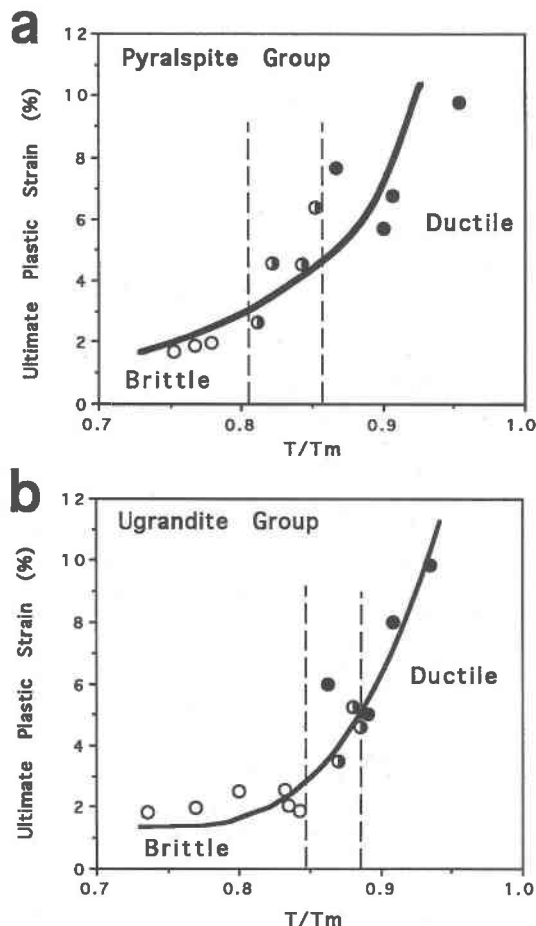 a
12
Pyralspite Group
10
8
6
Ductile
4
2
Brittle
0
0.7 0.8 0.9 1.0
T/Tm
Ultimate Plastic Strain (%)
b
12
Ugrandite Group
10
8
6
Ductile
4
2
Brittle
0
0.7 0.8 0.9 1.0
T/Tm
Ultimate Plastic Strain (%)